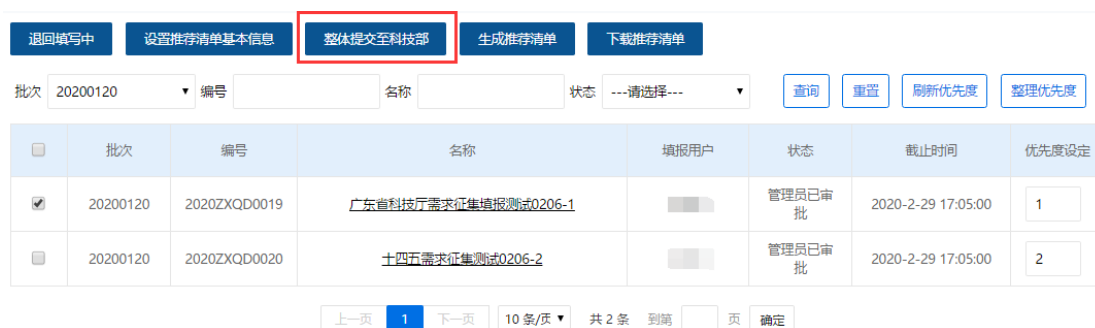 退回填写中 设置推荐清单基本信息 整体提交至科技部 生成推荐清单 下载推荐清单
批次 20200120 编号 名称 状态 ---请选择--- 查询 重置 刷新优先度 整理优先度
批次 编号 名称 填报用户 状态 截止时间 优先度设定
20200120 2020ZXQD0019 广东省科技厅需求征集填报测试0206-1 管理员已审批 2020-2-29 17:05:00 1
20200120 2020ZXQD0020 十四五需求征集测试0206-2 管理员已审批 2020-2-29 17:05:00 2
上一页 1 下一页 10 条/页 共 2 条 到第 页 确定